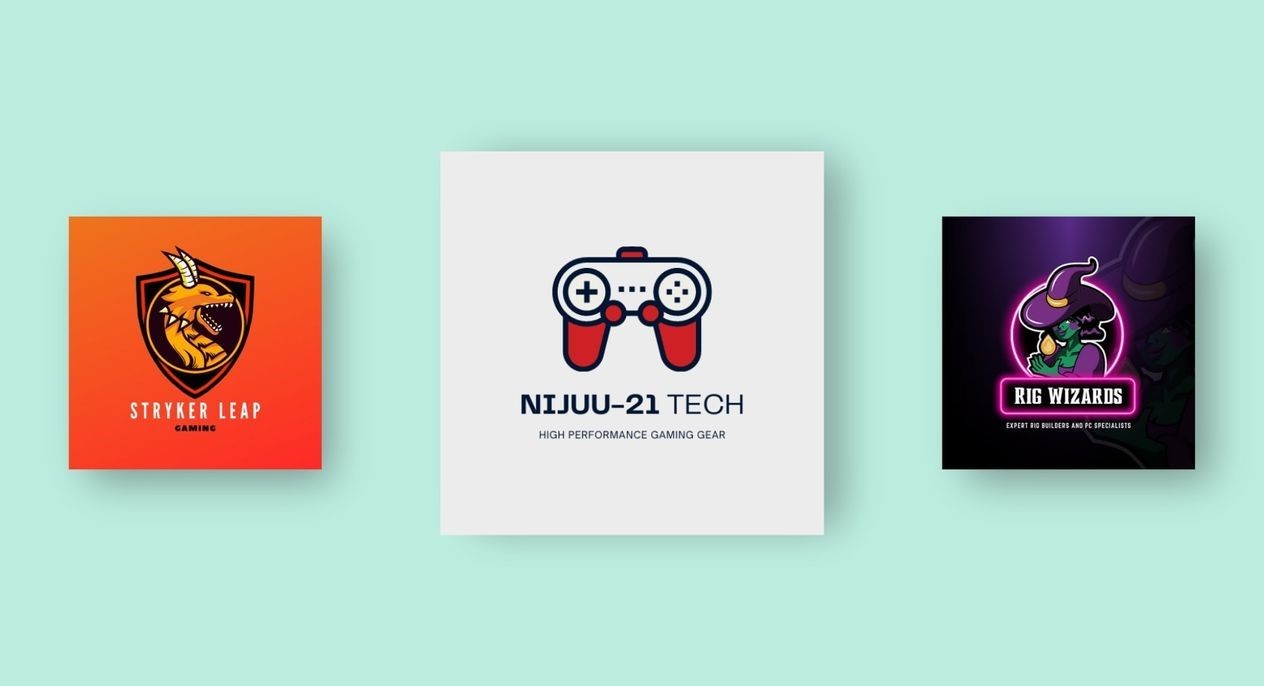 STRYKER LEAP
GAMING
NIJUU-21 TECH
HIGH PERFORMANCE GAMING GEAR
RIG WIZARDS
EXPERT RIG BUILDERS AND PC SPECIALISTS